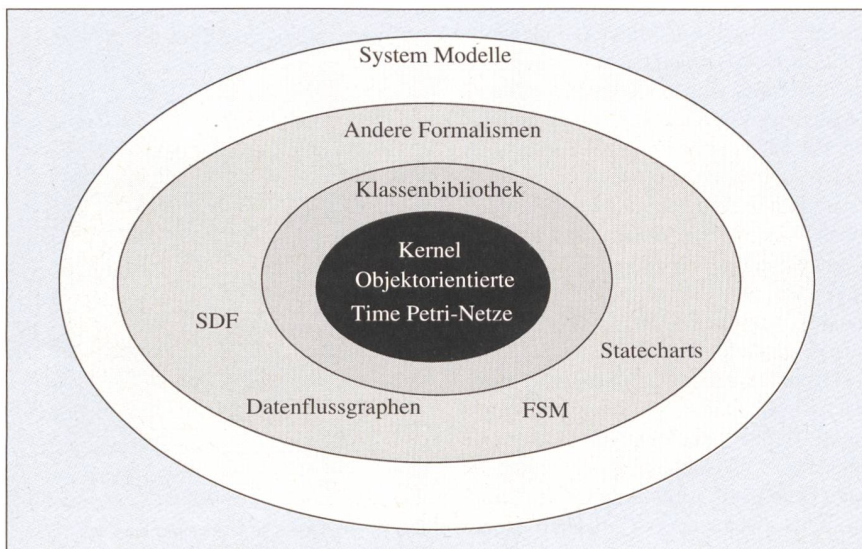 System Modelle
Andere Formalismen
Klassenbibliothek
Kernel
Objektorientierte
Time Petri-Netze
SDF
Statecharts
Datenflussgraphen
FSM